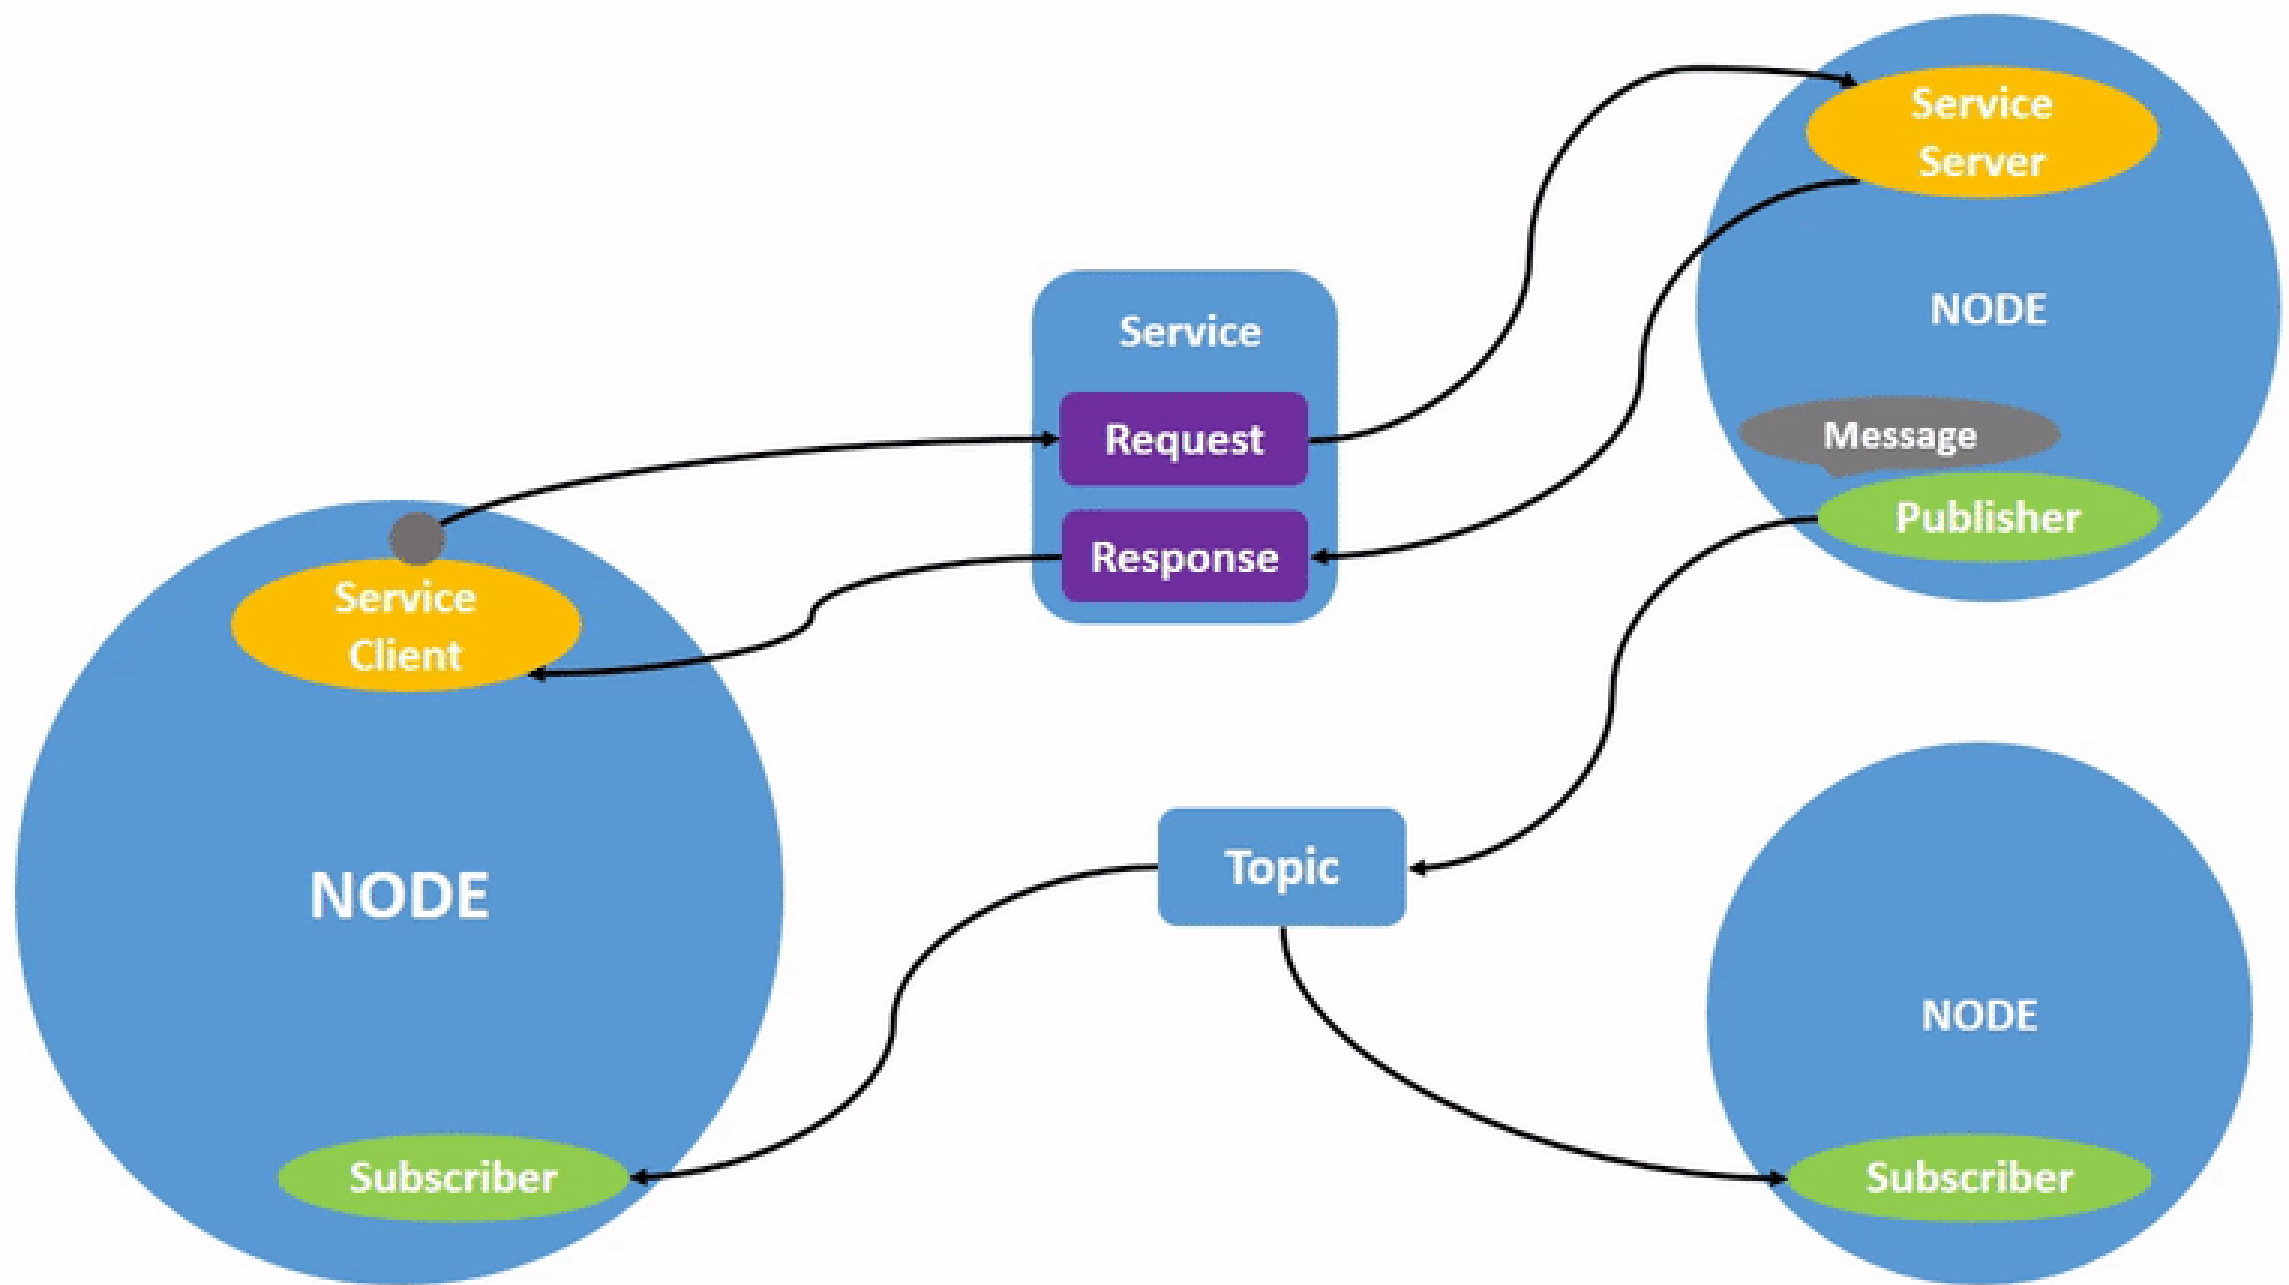 Service
Server
NODE
Message
Publisher
Service
Request
Response
Service
Client
NODE
Subscriber
Topic
NODE
Subscriber